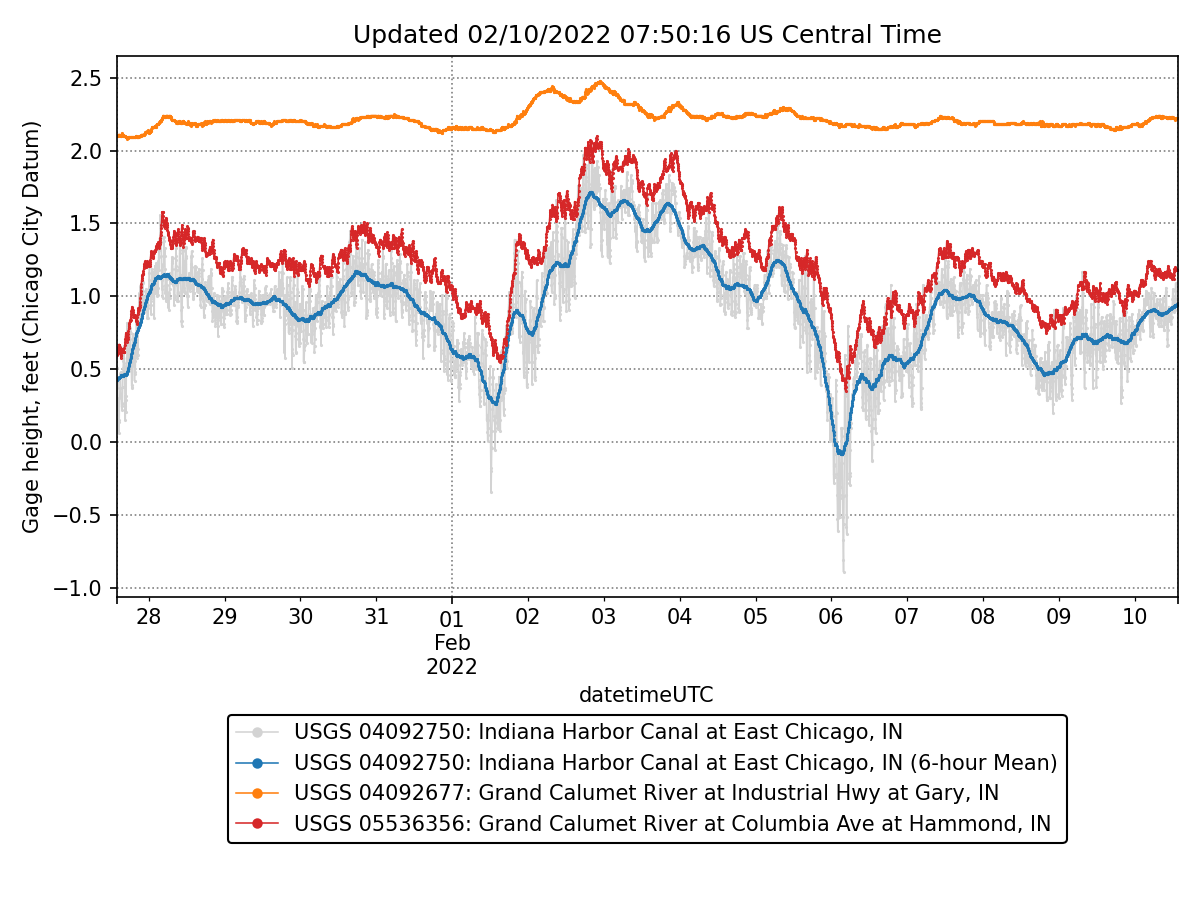 Updated 02/10/2022 07:50:16 US Central Time
Gage height, feet (Chicago City Datum)
2.5
2.0
1.5
1.0
0.5
0.0
−0.5
−1.0
28 29 30 31 01 02 03 04 05 06 07 08 09 10
Feb
2022
datetimeUTC
USGS 04092750: Indiana Harbor Canal at East Chicago, IN
USGS 04092750: Indiana Harbor Canal at East Chicago, IN (6-hour Mean)
USGS 04092677: Grand Calumet River at Industrial Hwy at Gary, IN
USGS 05536356: Grand Calumet River at Columbia Ave at Hammond, IN